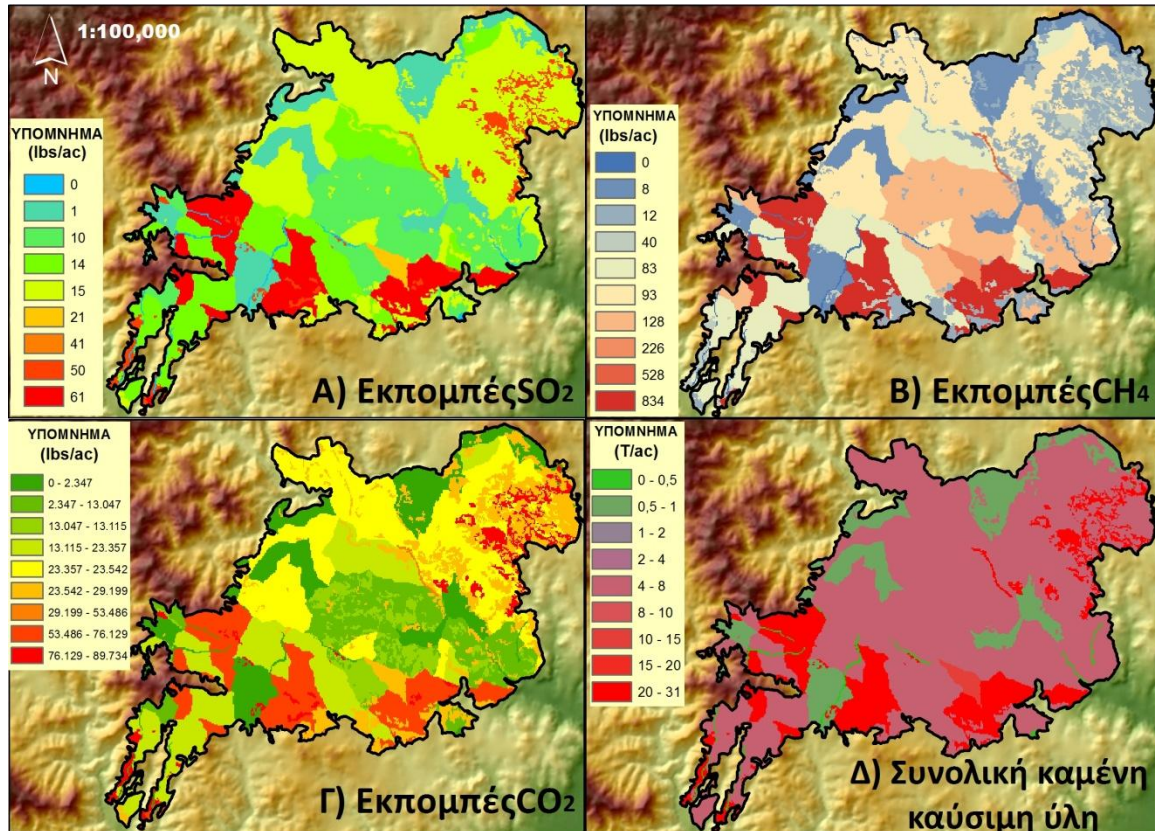 1:100,000
N
ΥΠΟΜΝΗΜΑ
(lbs/ac)
0
1
10
14
15
21
41
50
61
Α) ΕκπομπέςSO2
ΥΠΟΜΝΗΜΑ
(lbs/ac)
0
8
12
40
83
93
128
226
528
834
Β) ΕκπομπέςCH4
ΥΠΟΜΝΗΜΑ
(lbs/ac)
0 - 2.347
2.347 - 13.047
13.047 - 13.115
13.115 - 23.357
23.357 - 23.542
23.542 - 29.199
29.199 - 53.486
53.486 - 76.129
76.129 - 89.734
Γ) ΕκπομπέςCO2
ΥΠΟΜΝΗΜΑ
(T/ac)
0 - 0,5
0,5 - 1
1 - 2
2 - 4
4 - 8
8 - 10
10 - 15
15 - 20
20 - 31
Δ) Συνολική καμένη
καύσιμη ύλη